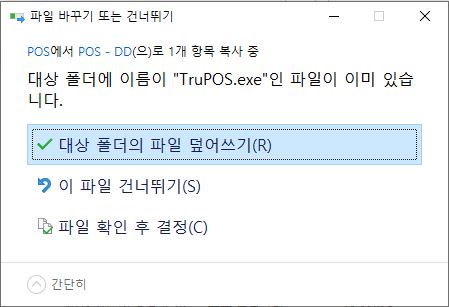 파일 바꾸기 또는 건너뛰기
POS에서 POS - DD(으)로 1개 항목 복사 중
대상 폴더에 이름이 "TruPOS.exe"인 파일이 이미 있습
니다.
대상 폴더의 파일 덮어쓰기(R)
이 파일 건너뛰기(S)
파일 확인 후 결정(C)
간단히